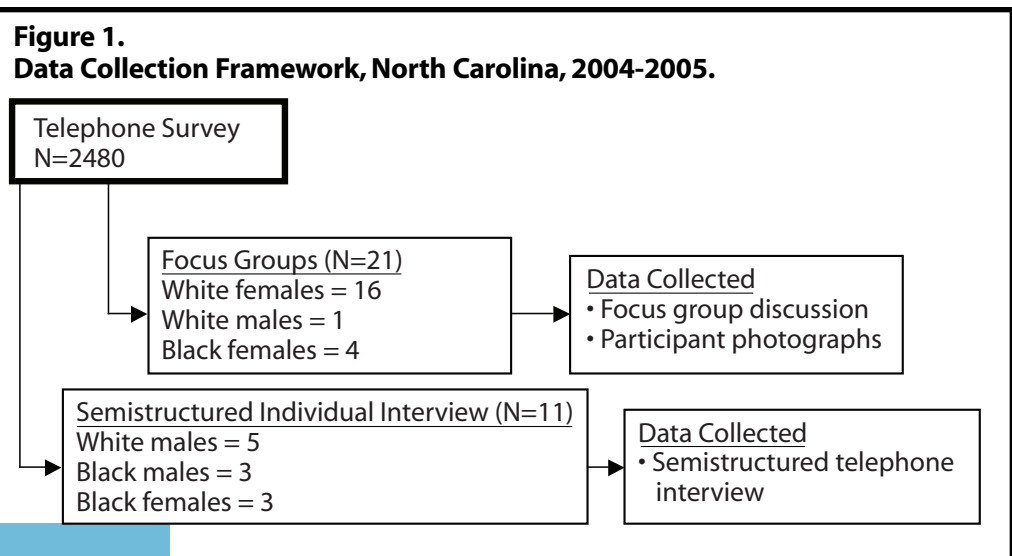 Figure 1.
Data Collection Framework, North Carolina, 2004-2005.
Telephone Survey
N=2480
Focus Groups (N=21)
White females = 16
White males = 1
Black females = 4
Data Collected
• Focus group discussion
• Participant photographs
Semistructured Individual Interview (N=11)
White males = 5
Black males = 3
Black females = 3
Data Collected
• Semistructured telephone
interview